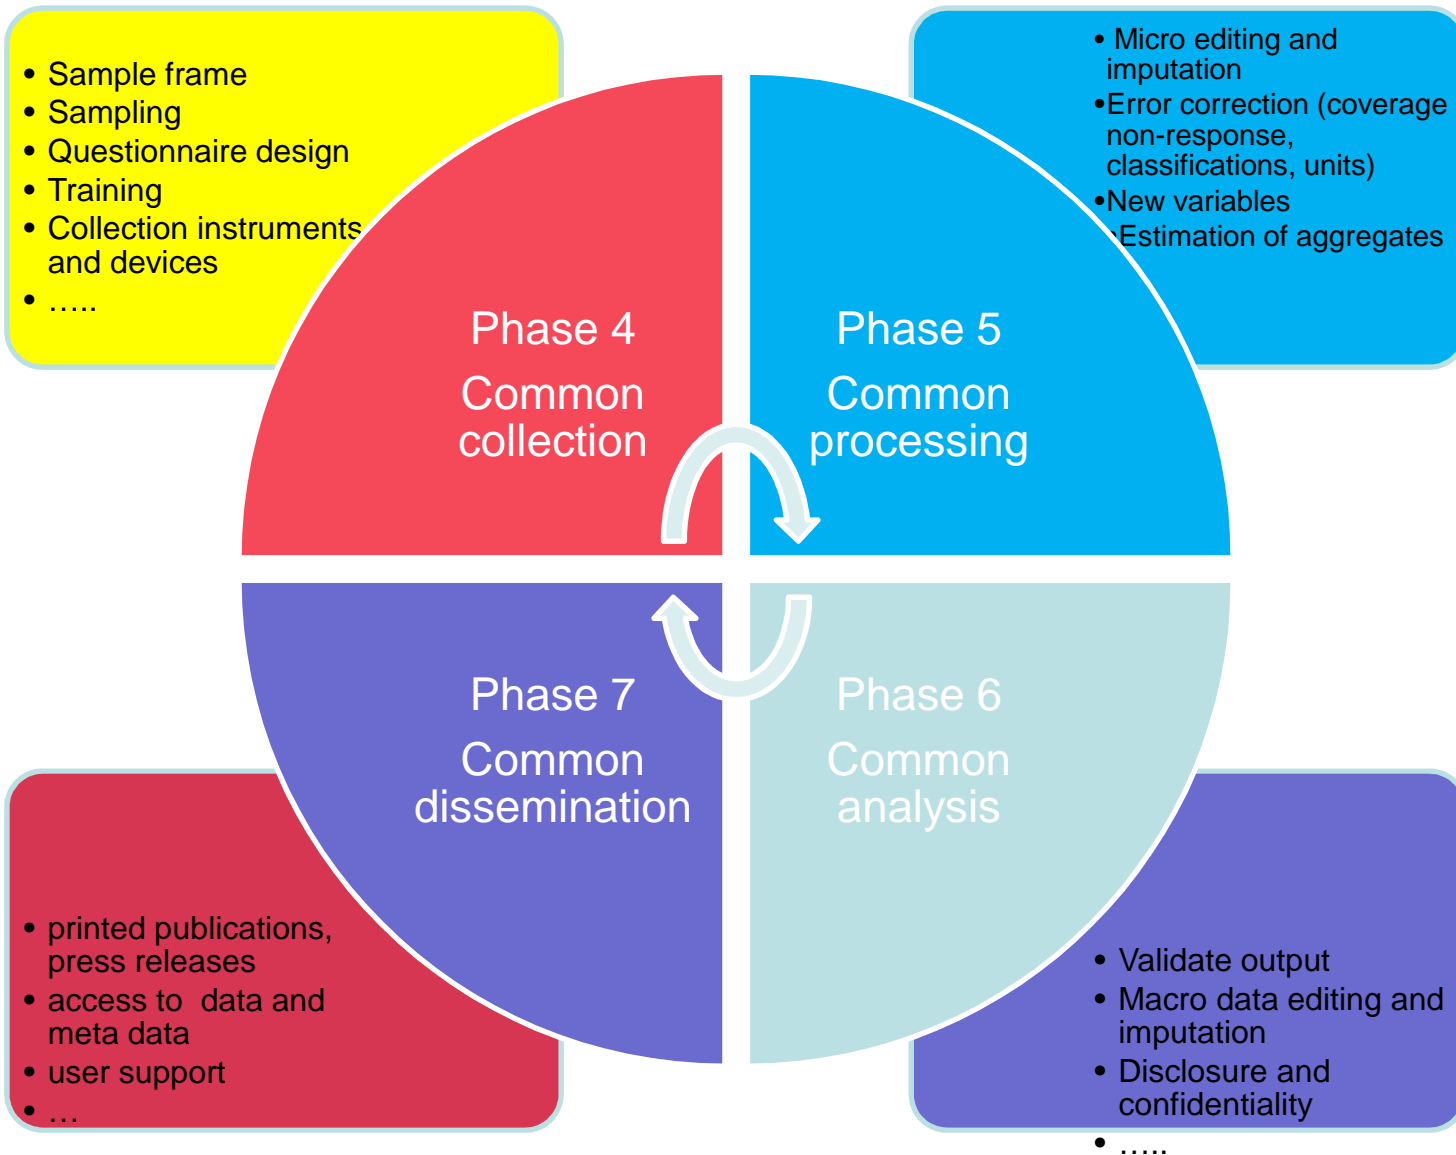 • Sample frame
• Sampling
• Questionnaire design
• Training
• Collection instruments
and devices
• …..
• Micro editing and
imputation
•Error correction (coverage
non-response,
classifications, units)
•New variables
•Estimation of aggregates
Phase 4
Common
collection
Phase 5
Common
processing
Phase 7
Common
dissemination
Phase 6
Common
analysis
• printed publications,
press releases
• access to  data and
meta data
• user support
• …
• Validate output
• Macro data editing and
imputation
• Disclosure and
confidentiality
• …..